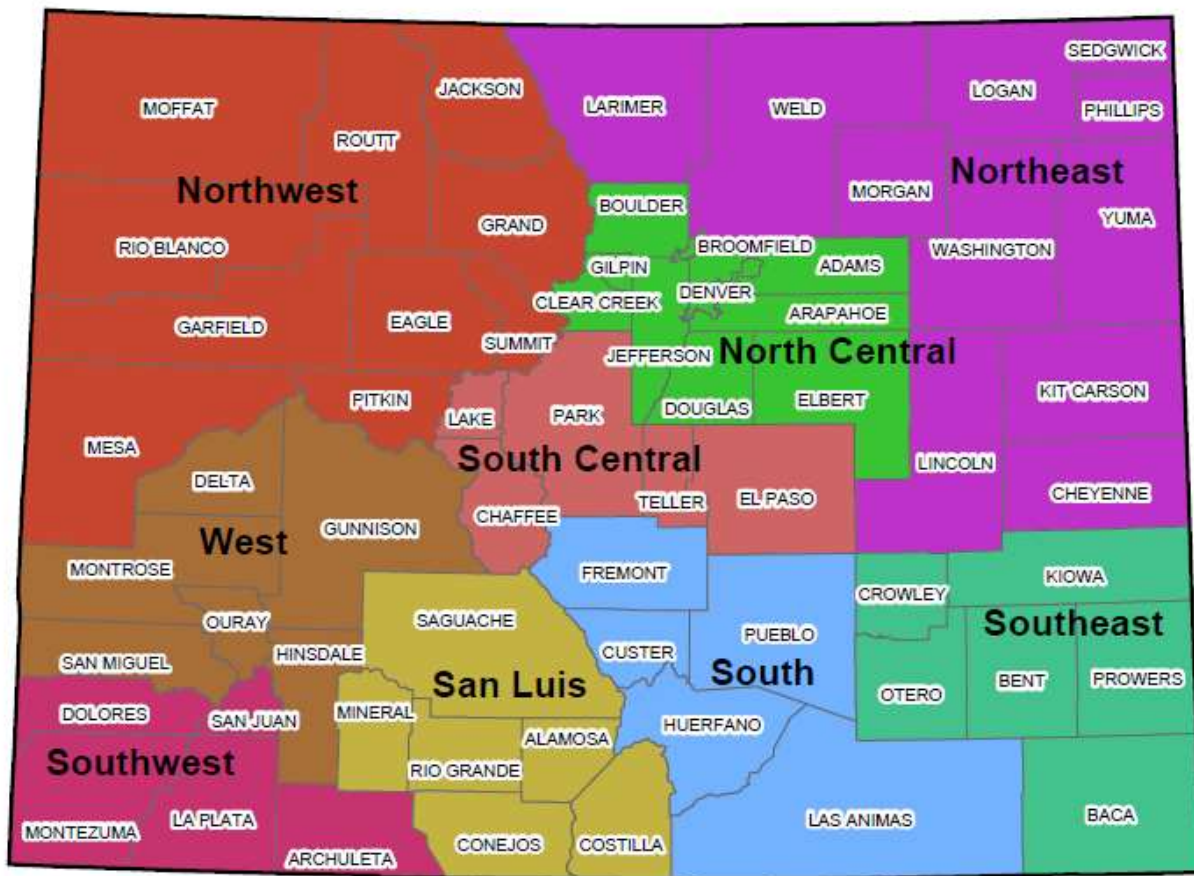 SEDGWICK
JACKSON
LOGAN
MOFFAT
LARIMER
WELD
PHILLIPS
ROUTT
Northwest
Northeast
MORGAN
BOULDER
YUMA
GRAND
RIO BLANCO
BROOMFIELD
WASHINGTON
GILPIN
ADAMS
DENVER
CLEAR CREEK
ARAPAHOE
GARFIELD
EAGLE
SUMMIT
JEFFERSON
North Central
KIT CARSON
PITKIN
LAKE
PARK
DOUGLAS
ELBERT
MESA
South Central
LINCOLN
DELTA
TELLER
EL PASO
CHEYENNE
CHAFFEE
GUNNISON
West
MONTROSE
FREMONT
CROWLEY
KIOWA
OURAY
SAGUACHE
Southeast
PUEBLO
SAN MIGUEL
HINSDALE
CUSTER
South
BENT
PROWERS
San Luis
OTERO
DOLORES
SAN JUAN
MINERAL
HUERFANO
ALAMOSA
Southwest
RIO GRANDE
LA PLATA
LAS ANIMAS
BACA
MONTEZUMA
CONEJOS
COSTILLA
ARCHULETA